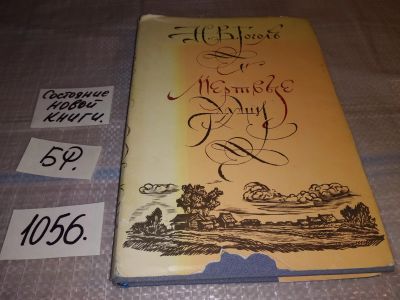 Н.В.Гоголь
Мертвые
души
Состояние
новой
книги.
БФ.
1056.